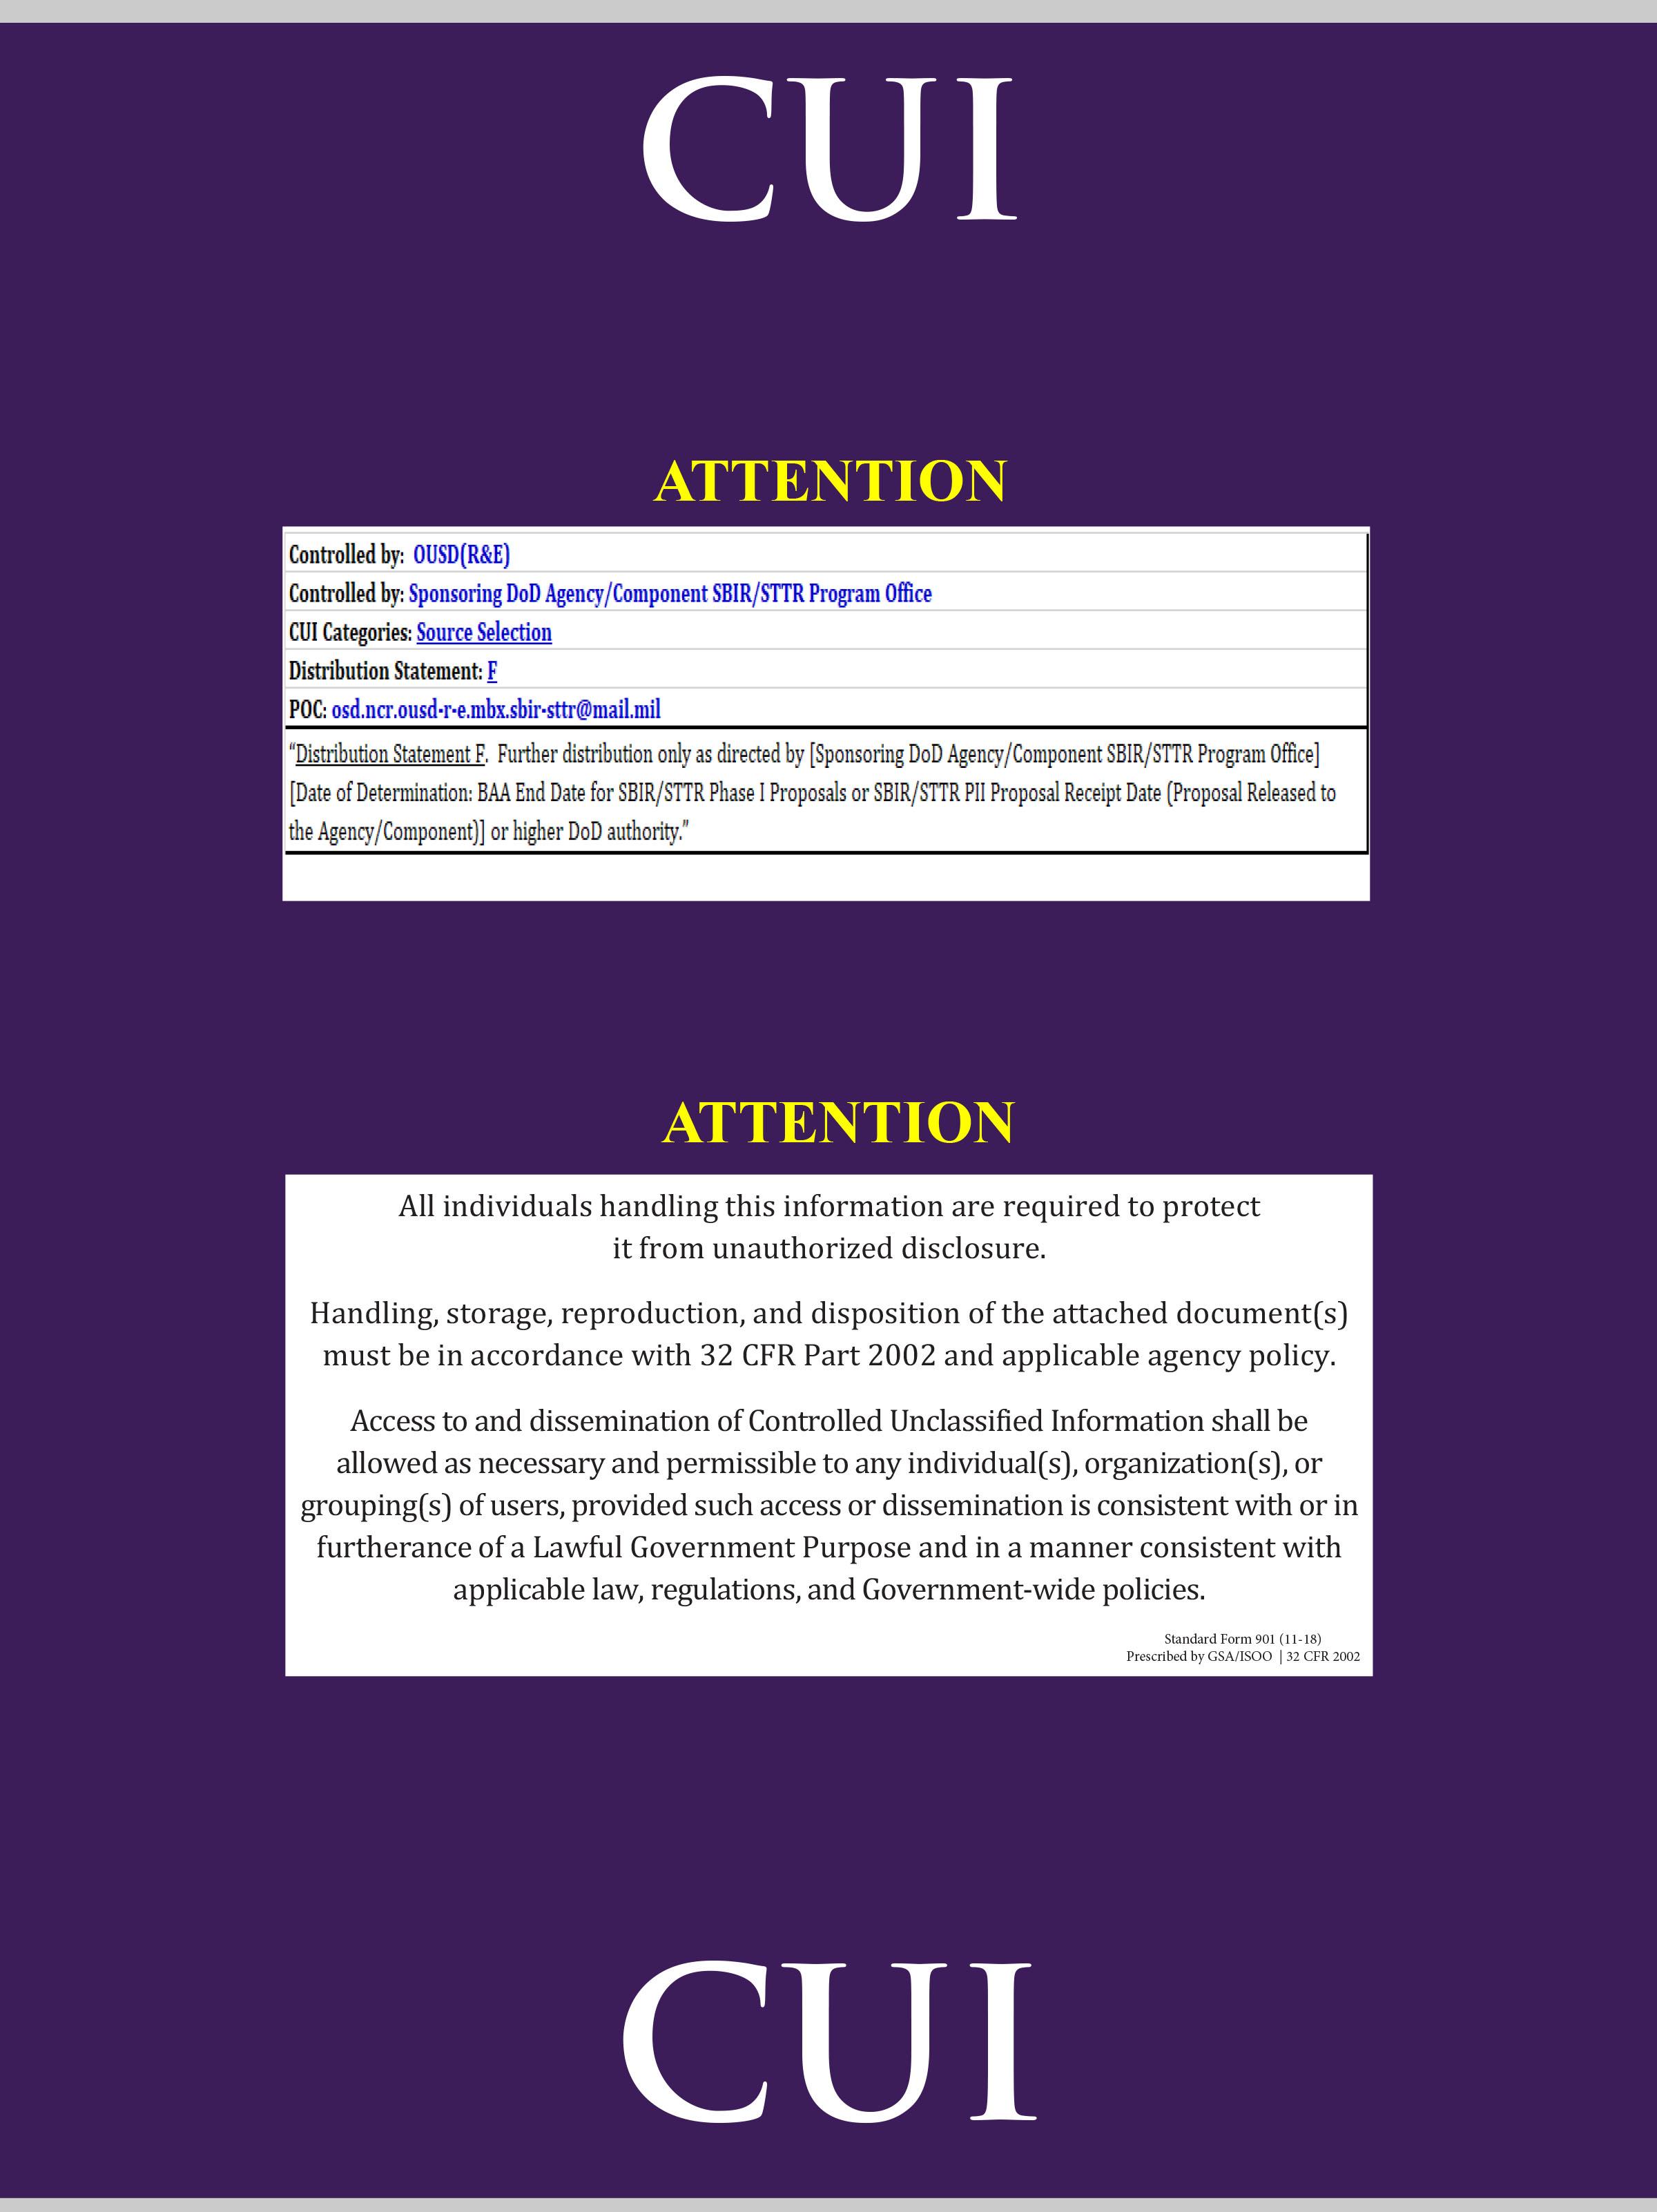 CUI
ATTENTION
Controlled by: OUSD(R&E)
Controlled by: Sponsoring DoD Agency/Component SBIR/STTR Program Office
CUI Categories: Source Selection
Distribution Statement: F
POC: osd.ncr.ousd-r-e.mbx.sbir-sttr@mail.mil
“Distribution Statement F.  Further distribution only as directed by [Sponsoring DoD Agency/Component SBIR/STTR Program Office]
[Date of Determination: BAA End Date for SBIR/STTR Phase I Proposals or SBIR/STTR PII Proposal Receipt Date (Proposal Released to
the Agency/Component)] or higher DoD authority.”
ATTENTION
All individuals handling this information are required to protect
it from unauthorized disclosure.
Handling, storage, reproduction, and disposition of the attached document(s)
must be in accordance with 32 CFR Part 2002 and applicable agency policy.
Access to and dissemination of Controlled Unclassified Information shall be
allowed as necessary and permissible to any individual(s), organization(s), or
grouping(s) of users, provided such access or dissemination is consistent with or in
furtherance of a Lawful Government Purpose and in a manner consistent with
applicable law, regulations, and Government-wide policies.
Standard Form 901 (11-18)
Prescribed by GSA/ISOO | 32 CFR 2002
CUI